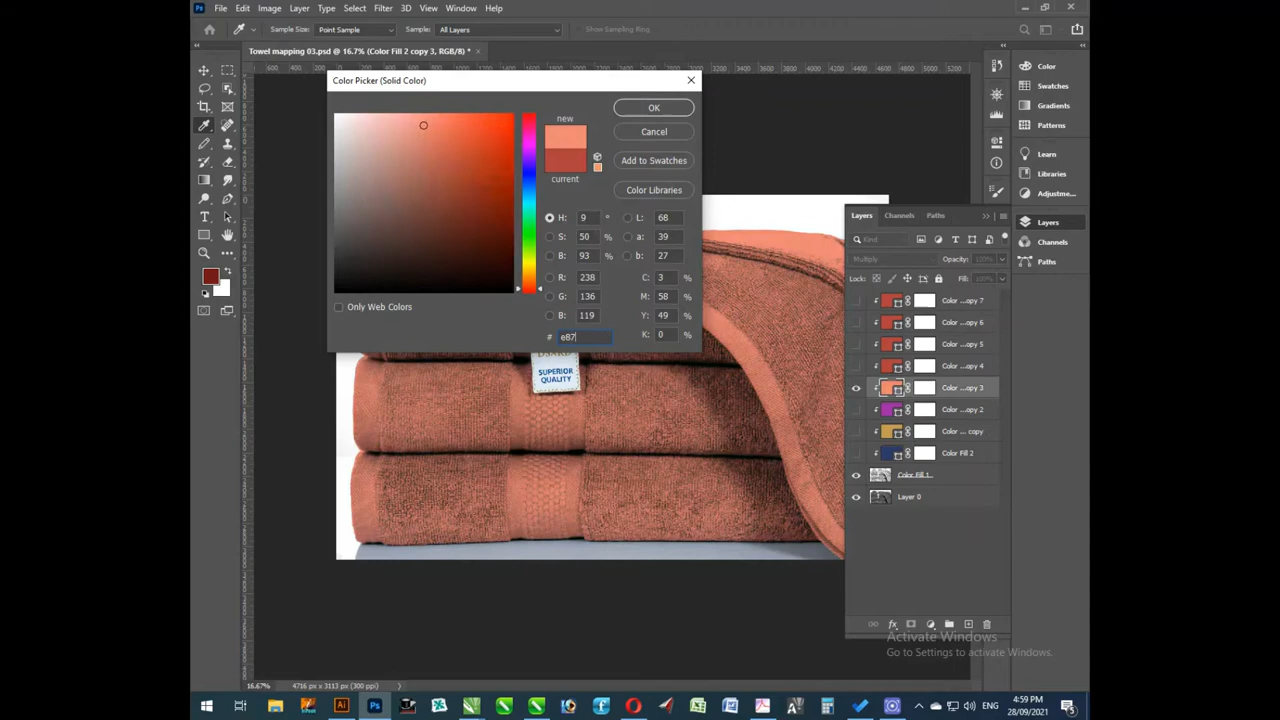 Ps File Edit Image Layer Type Select Filter 3D View Window Help
Sample Size: Point Sample Sample: All Layers Show Sampling Ring
Towel mapping 03.psd @ 16.7% (Color Fill 2 copy 3, RGB/8) * ×
Color Picker (Solid Color)
new
current
OK
Cancel
Add to Swatches
Color Libraries
H: 9 °
S: 50 %
B: 93 %
R: 238
G: 136
B: 119
L: 68
a: 39
b: 27
C: 3 %
M: 58 %
Y: 49 %
K: 0 %
# e87
Only Web Colors
SUPERIOR
QUALITY
Color
Swatches
Gradients
Patterns
Learn
Libraries
Adjustme...
Layers
Channels
Paths
Layers Channels Paths
Kind
Multiply Opacity: 100%
Lock: Fill: 100%
Color ...opy 7
Color ...opy 6
Color ...opy 5
Color ...opy 4
Color ...opy 3
Color ...opy 2
Color ... copy
Color Fill 2
Color Fill 1
Layer 0
fx
Activate Windows
Go to Settings to activate Windows.
16.67% 4716 px x 3113 px (300 ppi)
ENG
4:59 PM
28/09/2021
5